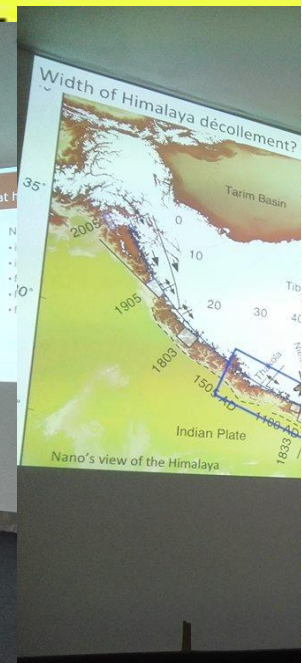 Width of Himalaya décollement?
35°
Tarim Basin
2005
0
10
1905
20
30
1803
Thakkola
1505 AD
1100 AD
Indian Plate
1833
Nano's view of the Himalaya